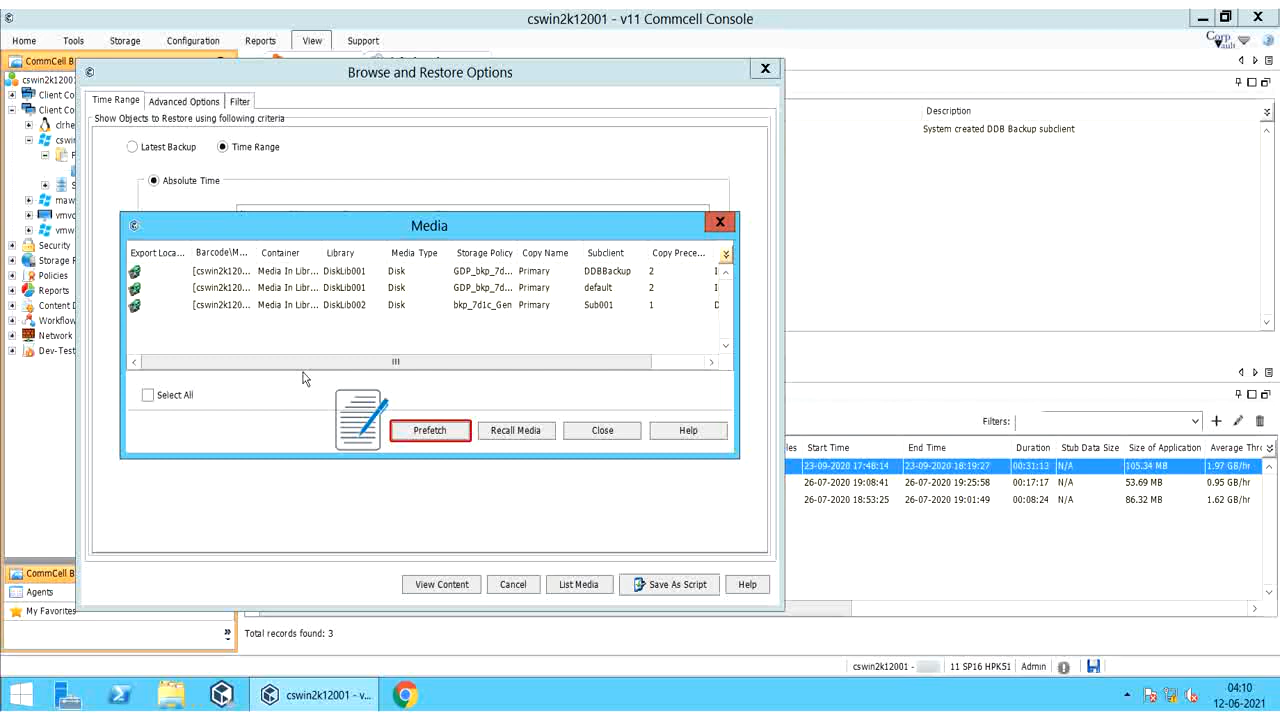 cswin2k12001 - v11 Commcell Console
Home Tools Storage Configuration Reports View Support
CommCell B
Browse and Restore Options
cswin2k1200
Client Co
Client Co
clrhe
cswin
maw
vmvc
vmw
Security
Storage P
Policies
Reports
Content D
Workflow
Network
Dev-Test
Time Range Advanced Options Filter
Show Objects to Restore using following criteria
Latest Backup Time Range
Absolute Time
Description
System created DDB Backup subclient
Media
Export Loca... Barcode\M... Container Library Media Type Storage Policy Copy Name Subclient Copy Prece...
[cswin2k120... Media In Libr... DiskLib001 Disk GDP_bkp_7d... Primary DDBBackup 2
[cswin2k120... Media In Libr... DiskLib001 Disk GDP_bkp_7d... Primary default 2
[cswin2k120... Media In Libr... DiskLib002 Disk bkp_7d1c_Gen Primary Sub001 1
Select All
Prefetch Recall Media Close Help
Filters:
les Start Time End Time Duration Stub Data Size Size of Application Average Thr
23-09-2020 17:48:14 23-09-2020 18:19:27 00:31:13 N/A 105.34 MB 1.97 GB/hr
26-07-2020 19:08:41 26-07-2020 19:25:58 00:17:17 N/A 53.69 MB 0.95 GB/hr
26-07-2020 18:53:25 26-07-2020 19:01:49 00:08:24 N/A 86.32 MB 1.62 GB/hr
View Content Cancel List Media Save As Script Help
CommCell B
Agents
My Favorites
Total records found: 3
cswin2k12001 - 11 SP16 HPK51 Admin
cswin2k12001 - v...
04:10
12-06-2021